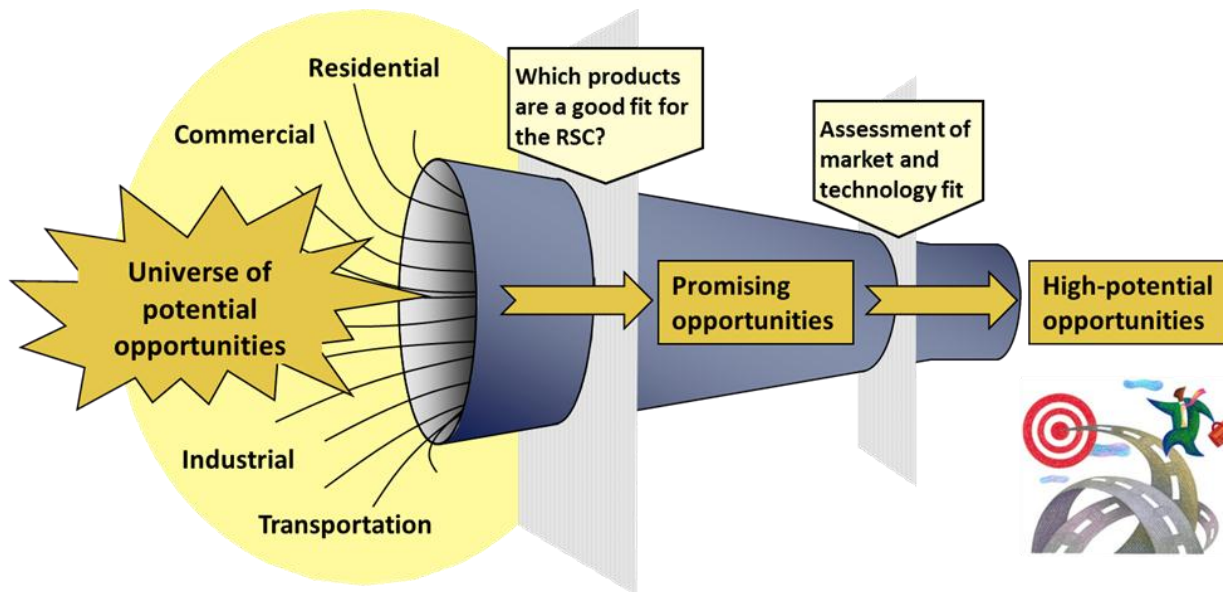 Residential
Commercial
Universe of
potential
opportunities
Industrial
Transportation
Which products
are a good fit for
the RSC?
Promising
opportunities
Assessment of
market and
technology fit
High-potential
opportunities